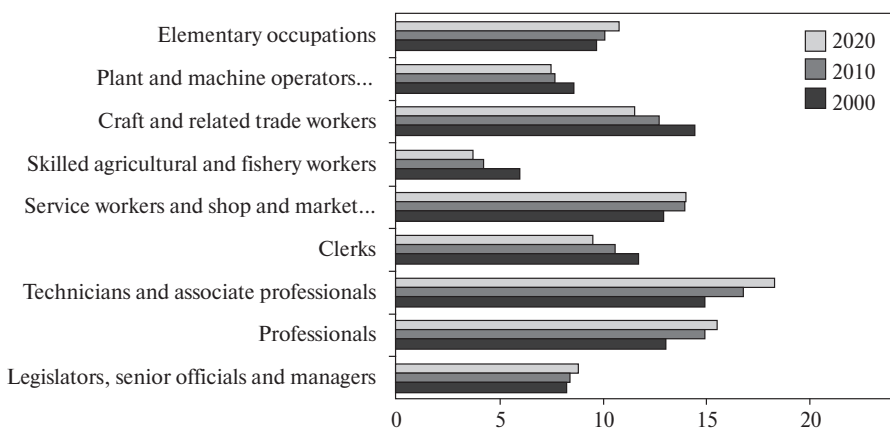 Elementary occupations
Plant and machine operators...
Craft and related trade workers
Skilled agricultural and fishery workers
Service workers and shop and market...
Clerks
Technicians and associate professionals
Professionals
Legislators, senior officials and managers
2020
2010
2000
0 5 10 15 20